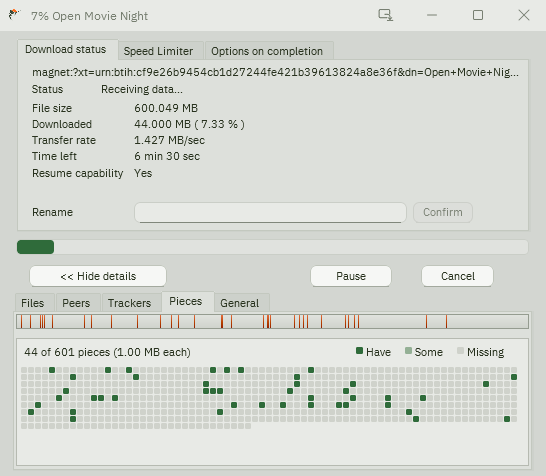 7% Open Movie Night
Download status
Speed Limiter
Options on completion
magnet:?xt=urn:btih:cf9e26b9454cb1d27244fe421b39613824a8e36f&dn=Open+Movie+Nig...
Status Receiving data...
File size 600.049 MB
Downloaded 44.000 MB ( 7.33 % )
Transfer rate 1.427 MB/sec
Time left 6 min 30 sec
Resume capability Yes
Rename Confirm
<< Hide details Pause Cancel
Files Peers Trackers Pieces General
44 of 601 pieces (1.00 MB each) Have Some Missing